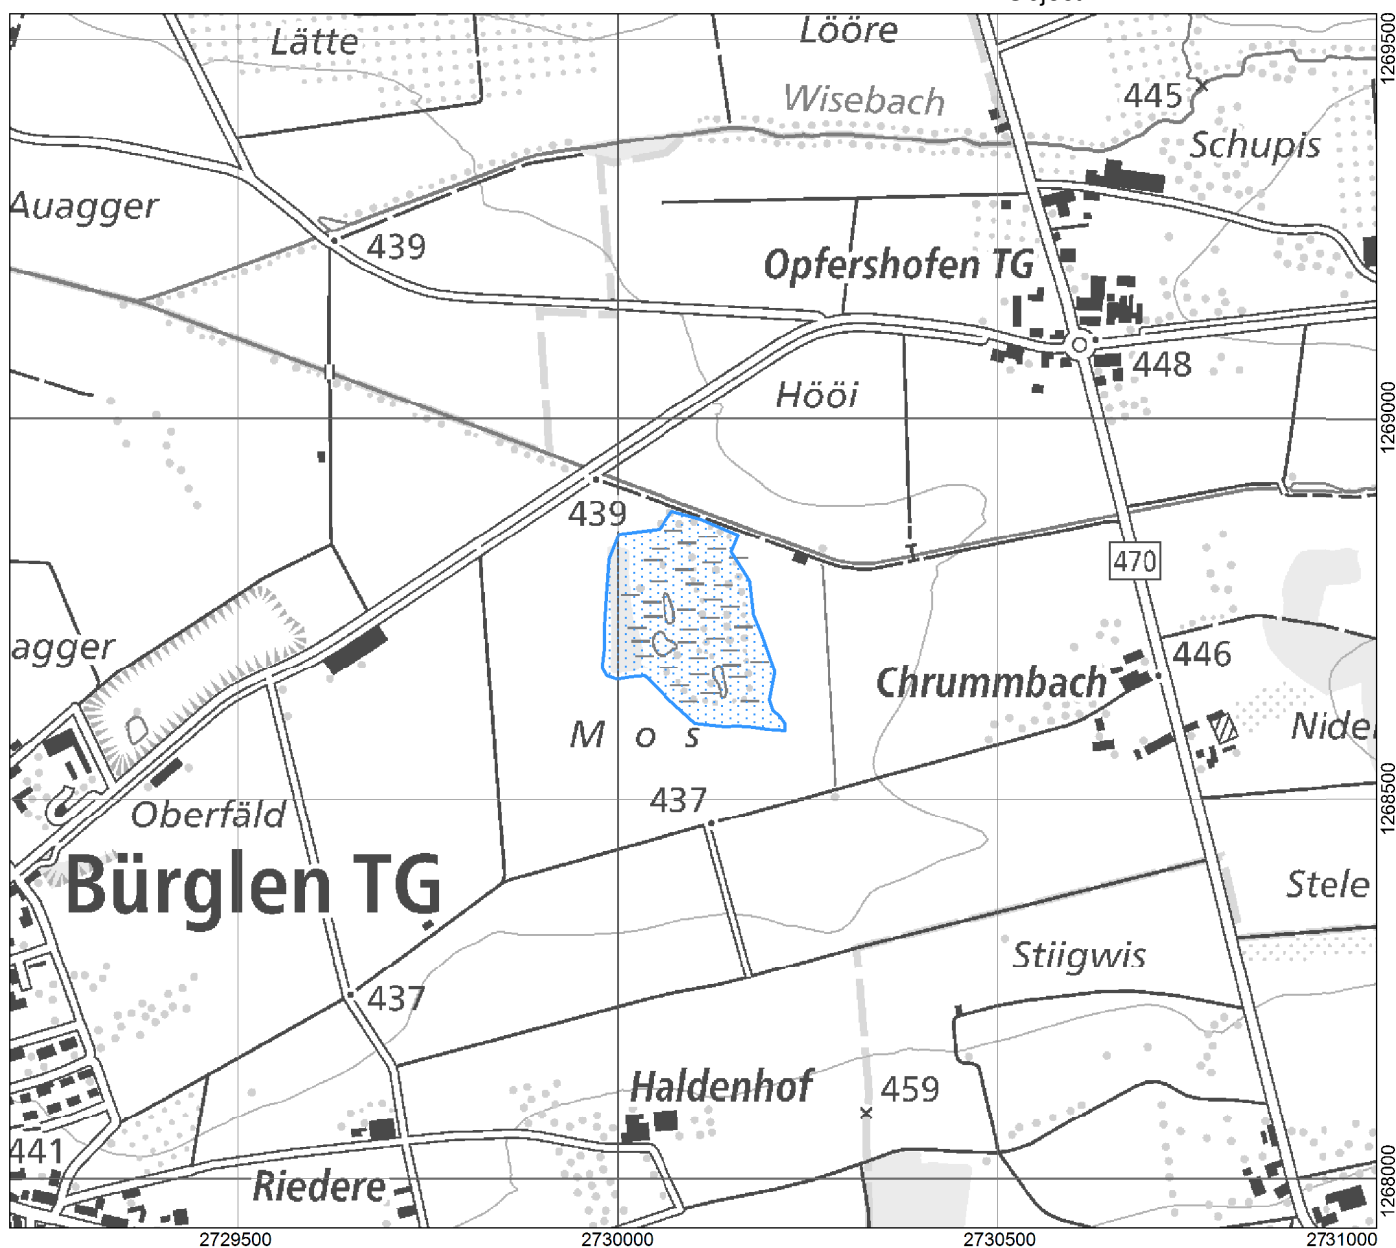 Lätte
Lööre
1269500
Wisebach
445
Schupis
Auagger
439
Opfershofen TG
448
Hööi
1269000
439
470
agger
446
Chrummbach
M o s
Nide
437
1268500
Oberfäld
Bürglen TG
Stele
Stiigwis
437
Haldenhof
459
441
1268000
Riedere
2729500
2730000
2730500
2731000